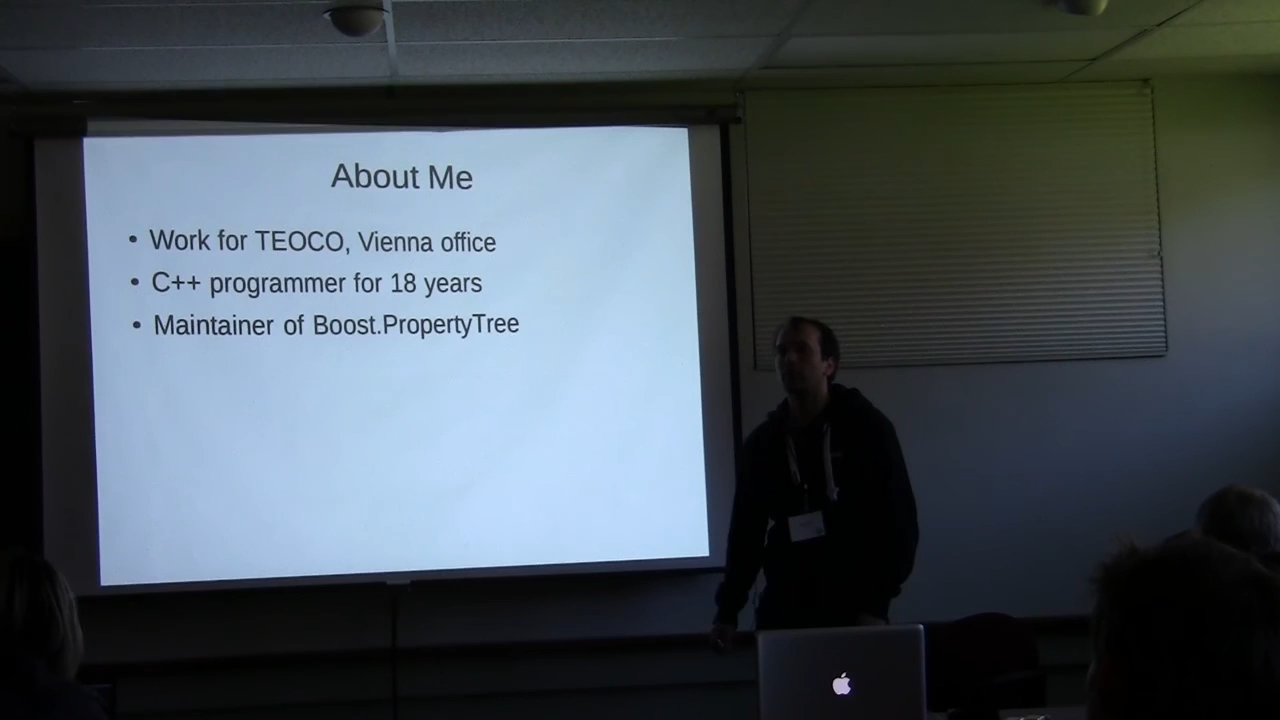 About Me
• Work for TEOCO, Vienna office
• C++ programmer for 18 years
• Maintainer of Boost.PropertyTree